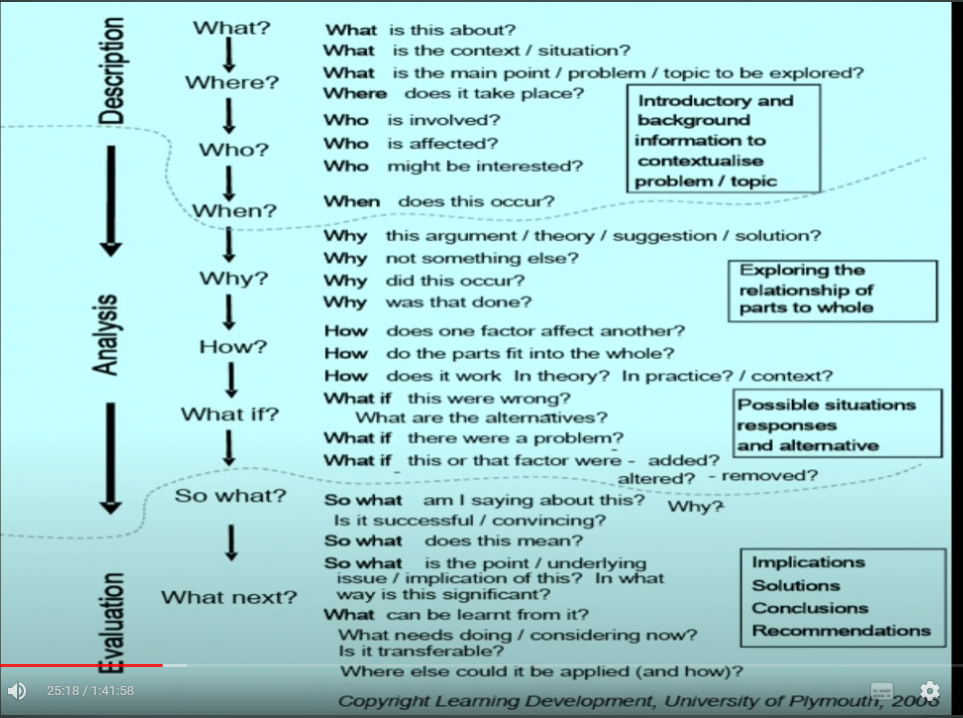 Description
Analysis
Evaluation
What?
Where?
Who?
When?
Why?
How?
What if?
So what?
What next?
What is this about?
What is the context / situation?
What is the main point / problem / topic to be explored?
Where does it take place?
Who is involved?
Who is affected?
Who might be interested?
When does this occur?
Introductory and
background
information to
contextualise
problem / topic
Why this argument / theory / suggestion / solution?
Why not something else?
Why did this occur?
Why was that done?
Exploring the
relationship of
parts to whole
How does one factor affect another?
How do the parts fit into the whole?
How does it work In theory? In practice? / context?
What if this were wrong?
What are the alternatives?
What if there were a problem?
What if this or that factor were - added?
altered? - removed?
Possible situations
responses
and alternative
So what am I saying about this? Why?
Is it successful / convincing?
So what does this mean?
So what is the point / underlying
issue / implication of this? In what
way is this significant?
What can be learnt from it?
What needs doing / considering now?
Is it transferable?
Where else could it be applied (and how)?
Implications
Solutions
Conclusions
Recommendations
25:18 / 1:41:58
Copyright Learning Development, University of Plymouth,